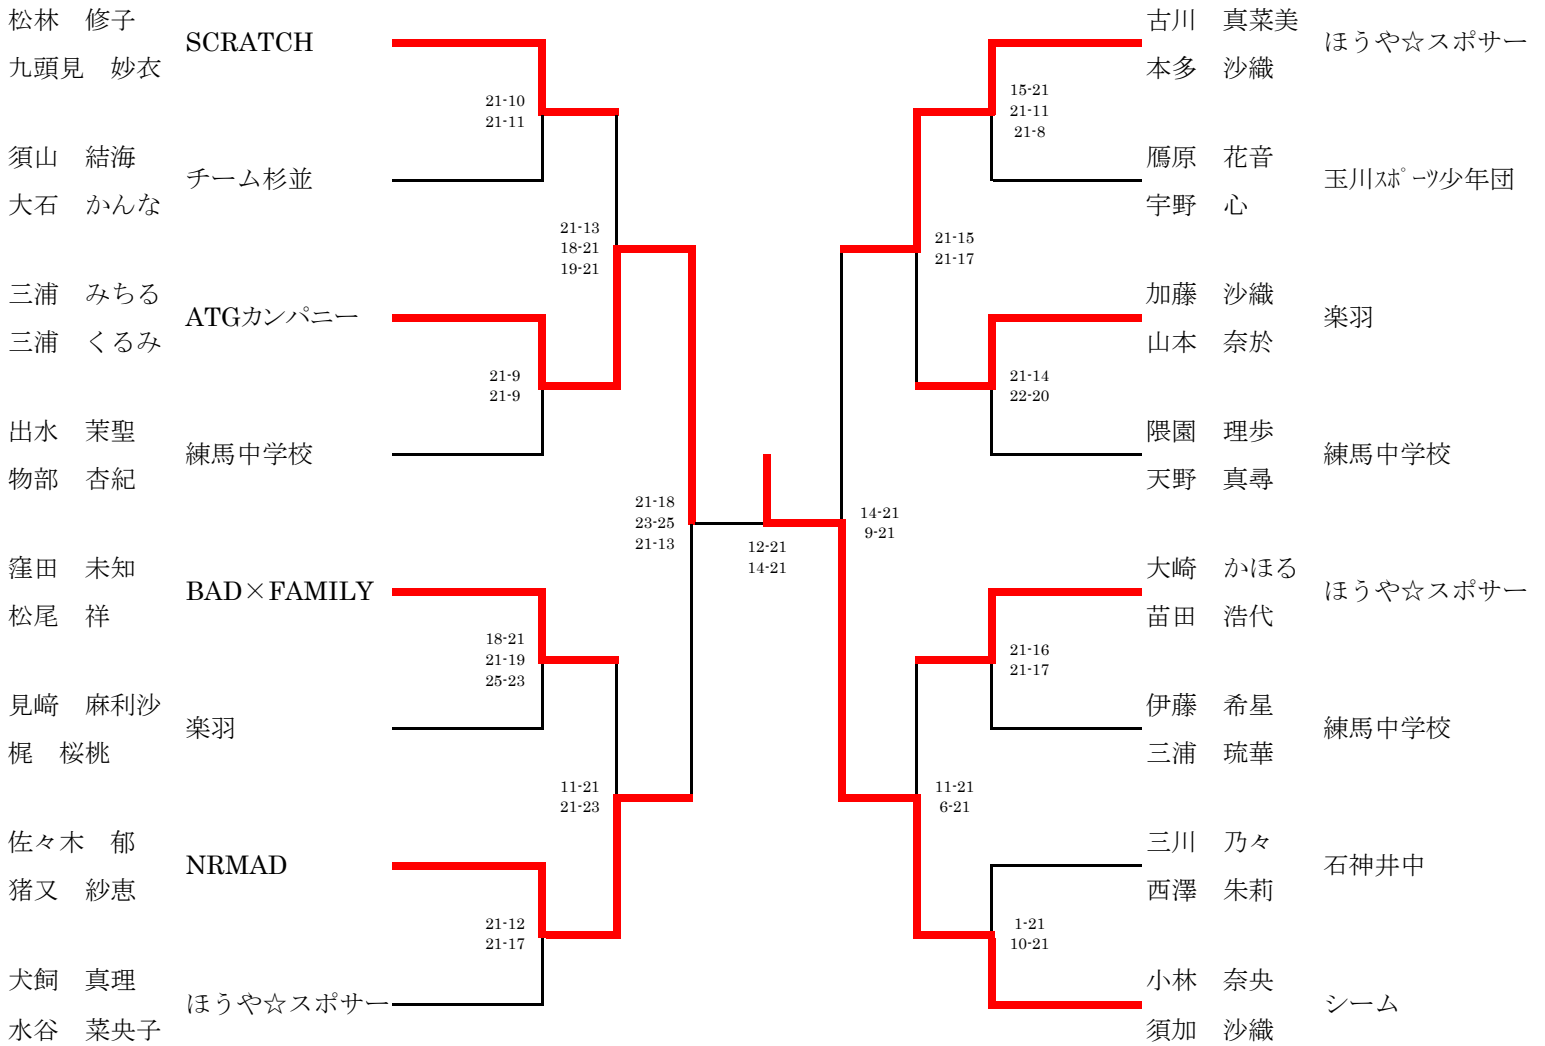 松林　修子
九頭見　妙衣
SCRATCH
21-10
21-11
須山　結海
大石　かんな
チーム杉並
21-13
18-21
19-21
三浦　みちる
三浦　くるみ
ATGカンパニー
21-9
21-9
出水　茉聖
物部　杏紀
練馬中学校
21-18
23-25
21-13
窪田　未知
松尾　祥
BAD×FAMILY
18-21
21-19
25-23
見﨑　麻利沙
梶　桜桃
楽羽
11-21
21-23
佐々木　郁
猪又　紗恵
NRMAD
21-12
21-17
犬飼　真理
水谷　菜央子
ほうや☆スポサー
12-21
14-21
古川　真菜美
本多　沙織
ほうや☆スポサー
15-21
21-11
21-8
鴈原　花音
宇野　心
玉川ｽﾎﾟｰﾂ少年団
21-15
21-17
加藤　沙織
山本　奈於
楽羽
21-14
22-20
隈園　理歩
天野　真尋
練馬中学校
14-21
9-21
大崎　かほる
苗田　浩代
ほうや☆スポサー
21-16
21-17
伊藤　希星
三浦　琉華
練馬中学校
11-21
6-21
三川　乃々
西澤　朱莉
石神井中
1-21
10-21
小林　奈央
須加　沙織
シーム